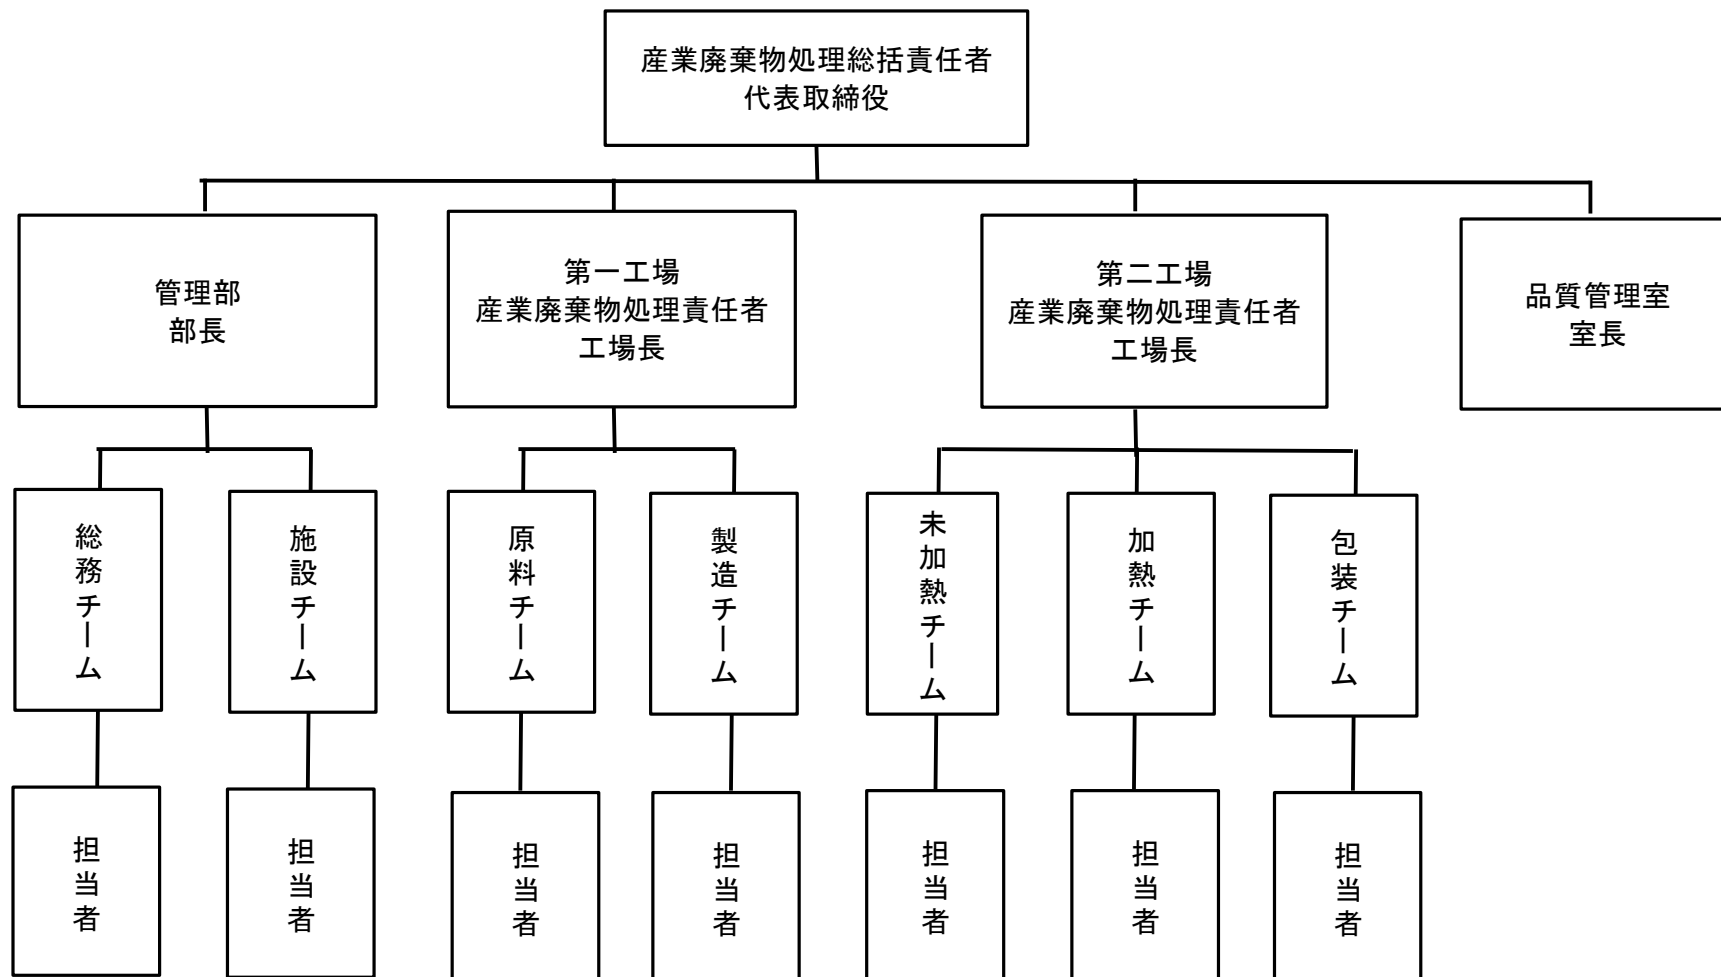 産業廃棄物処理総括責任者
代表取締役
管理部
部長
第一工場
産業廃棄物処理責任者
工場長
第二工場
産業廃棄物処理責任者
工場長
品質管理室
室長
総務チーム
施設チーム
原料チーム
製造チーム
未加熱チーム
加熱チーム
包装チーム
担当者
担当者
担当者
担当者
担当者
担当者
担当者